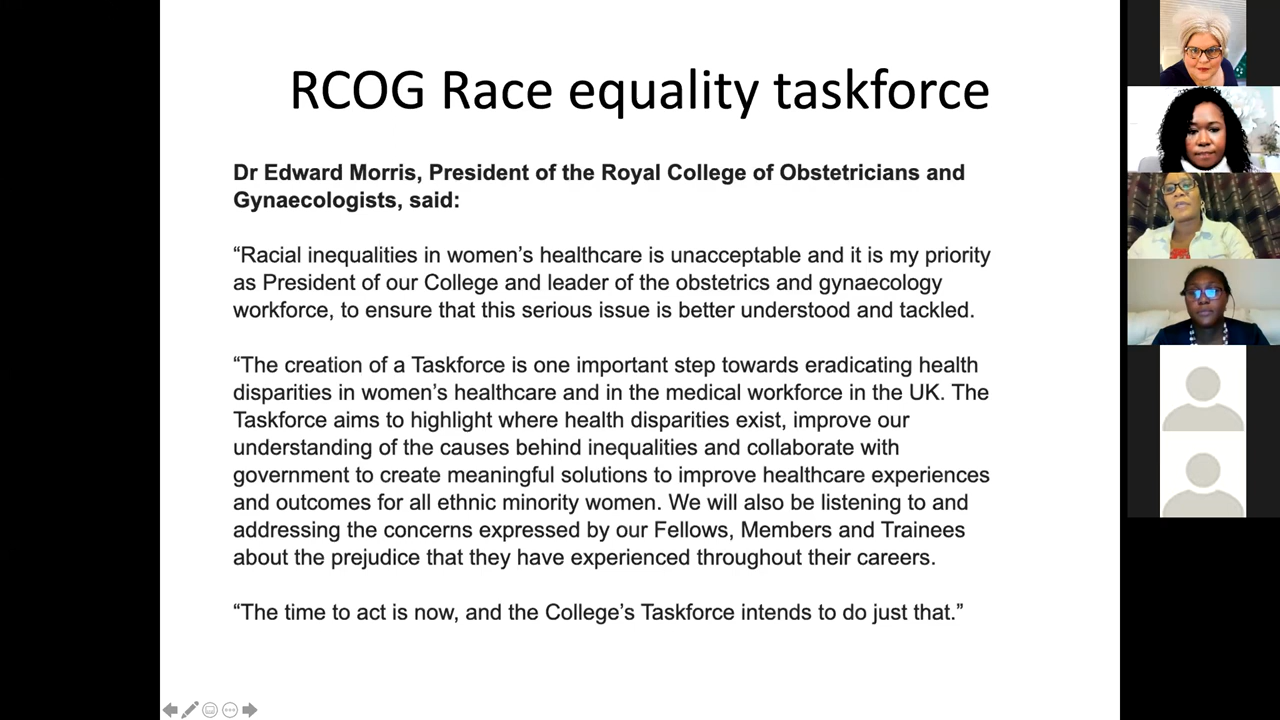 RCOG Race equality taskforce
Dr Edward Morris, President of the Royal College of Obstetricians and
Gynaecologists, said:
“Racial inequalities in women’s healthcare is unacceptable and it is my priority
as President of our College and leader of the obstetrics and gynaecology
workforce, to ensure that this serious issue is better understood and tackled.
“The creation of a Taskforce is one important step towards eradicating health
disparities in women’s healthcare and in the medical workforce in the UK. The
Taskforce aims to highlight where health disparities exist, improve our
understanding of the causes behind inequalities and collaborate with
government to create meaningful solutions to improve healthcare experiences
and outcomes for all ethnic minority women. We will also be listening to and
addressing the concerns expressed by our Fellows, Members and Trainees
about the prejudice that they have experienced throughout their careers.
“The time to act is now, and the College’s Taskforce intends to do just that.”